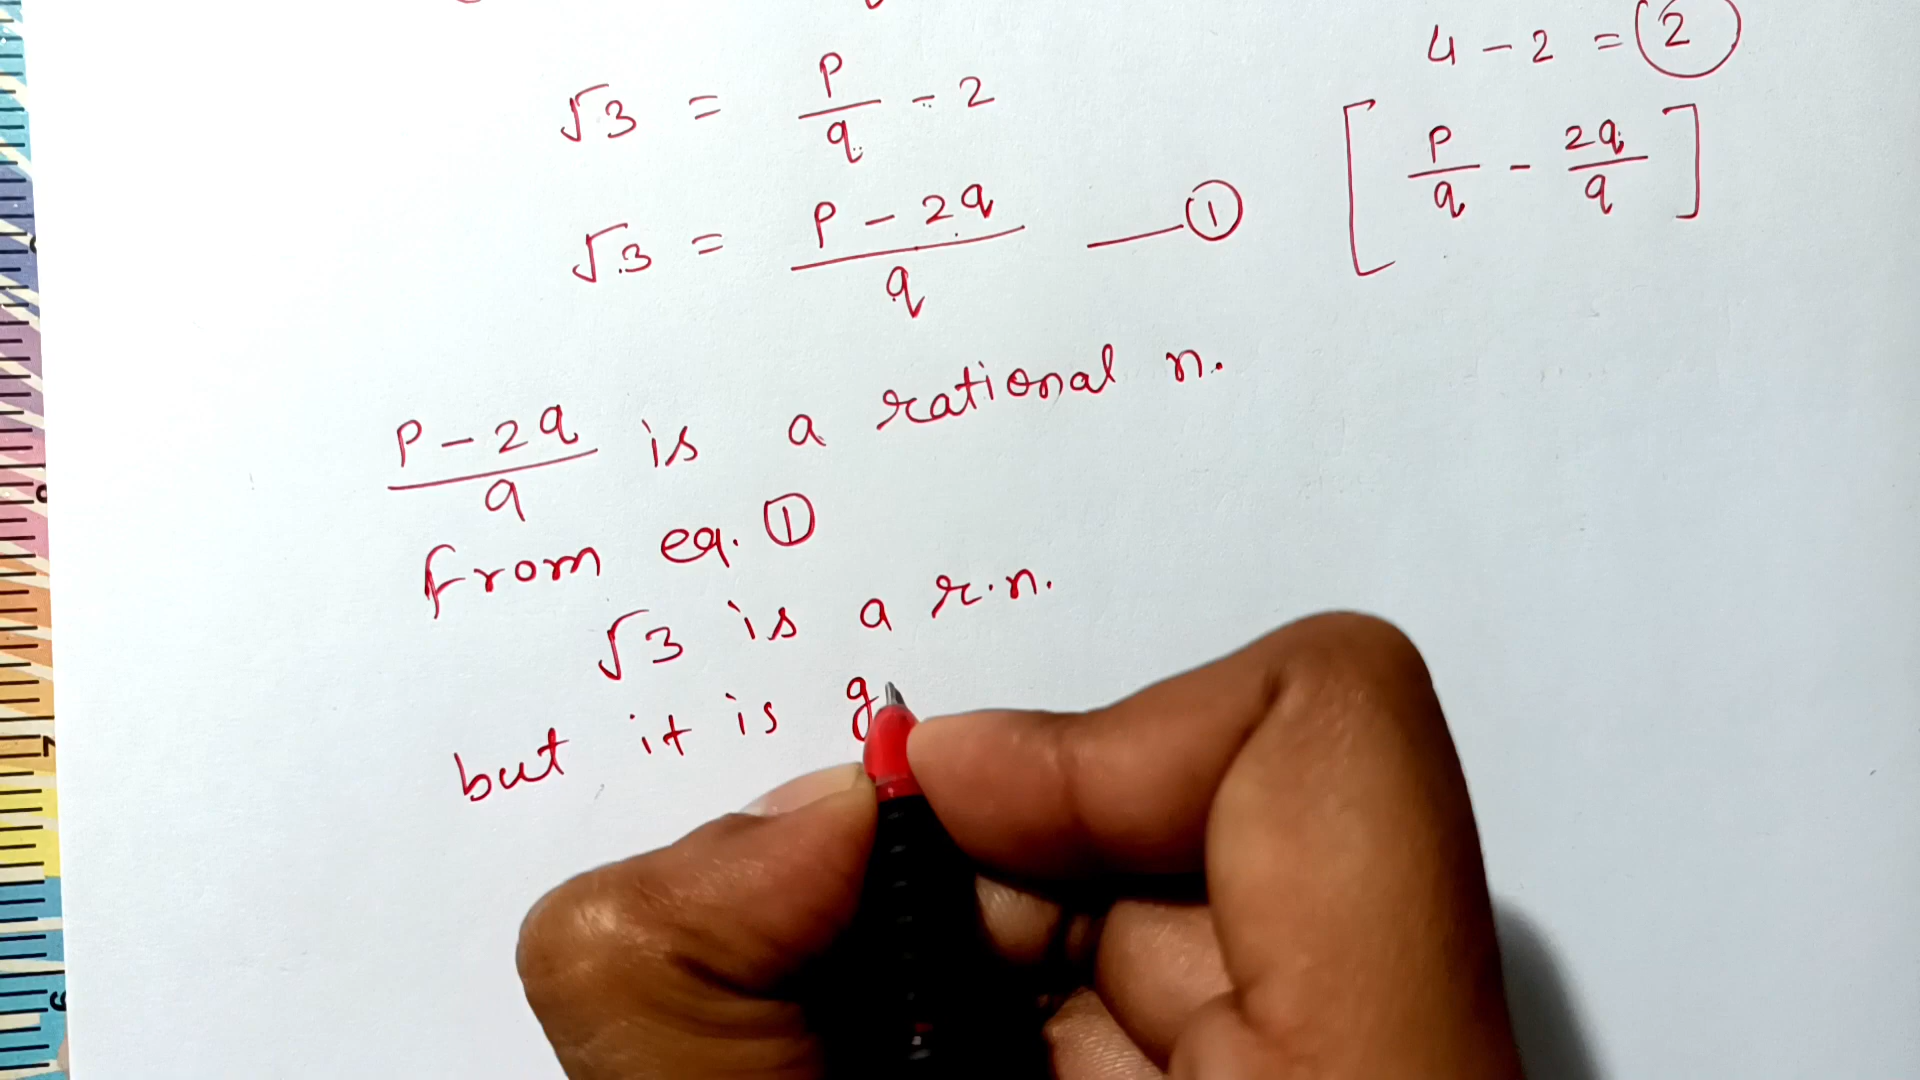 4 - 2 = 2
√3 = p/q - 2
[p/q - 2q/q]
√3 = p - 2q/q — 1
p - 2q/q is a rational n.
from eq. 1
√3 is a r.n.
but it is g